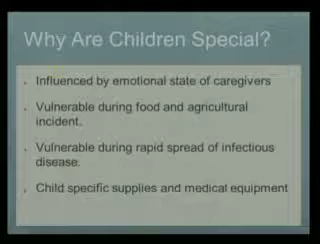 Why Are Children Special?
Influenced by emotional state of caregivers
Vulnerable during food and agricultural
incident.
Vulnerable during rapid spread of infectious
disease.
Child specific supplies and medical equipment